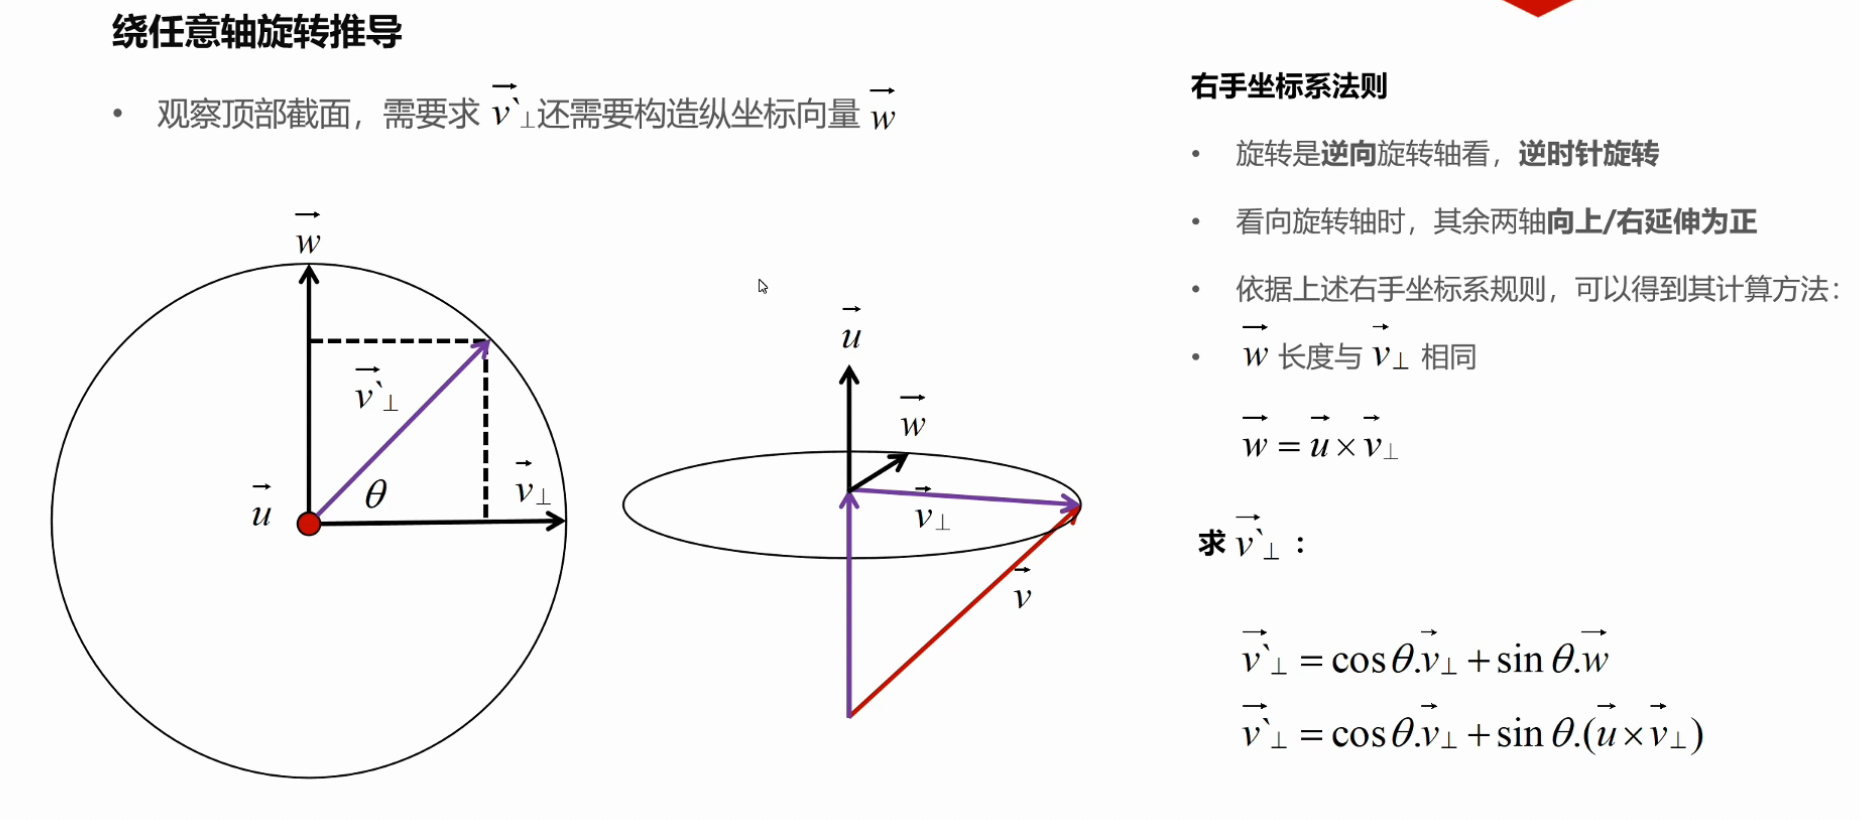 绕任意轴旋转推导
• 观察顶部截面，需要求 $\vec{v}`_\perp$ 还需要构造纵坐标向量 $\vec{w}$
$\vec{w}$
$\vec{v}`_\perp$
$\theta$
$\vec{v}_\perp$
$\vec{u}$
$\vec{u}$
$\vec{w}$
$\vec{v}_\perp$
$\vec{v}$
右手坐标系法则
• 旋转是逆向旋转轴看，逆时针旋转
• 看向旋转轴时，其余两轴向上/右延伸为正
• 依据上述右手坐标系规则，可以得到其计算方法：
• $\vec{w}$ 长度与 $\vec{v}_\perp$ 相同
$\vec{w} = \vec{u} \times \vec{v}_\perp$
求 $\vec{v}`_\perp$ ：
$\vec{v}`_\perp = \cos\theta.\vec{v}_\perp + \sin\theta.\vec{w}$
$\vec{v}`_\perp = \cos\theta.\vec{v}_\perp + \sin\theta.(\vec{u} \times \vec{v}_\perp)$